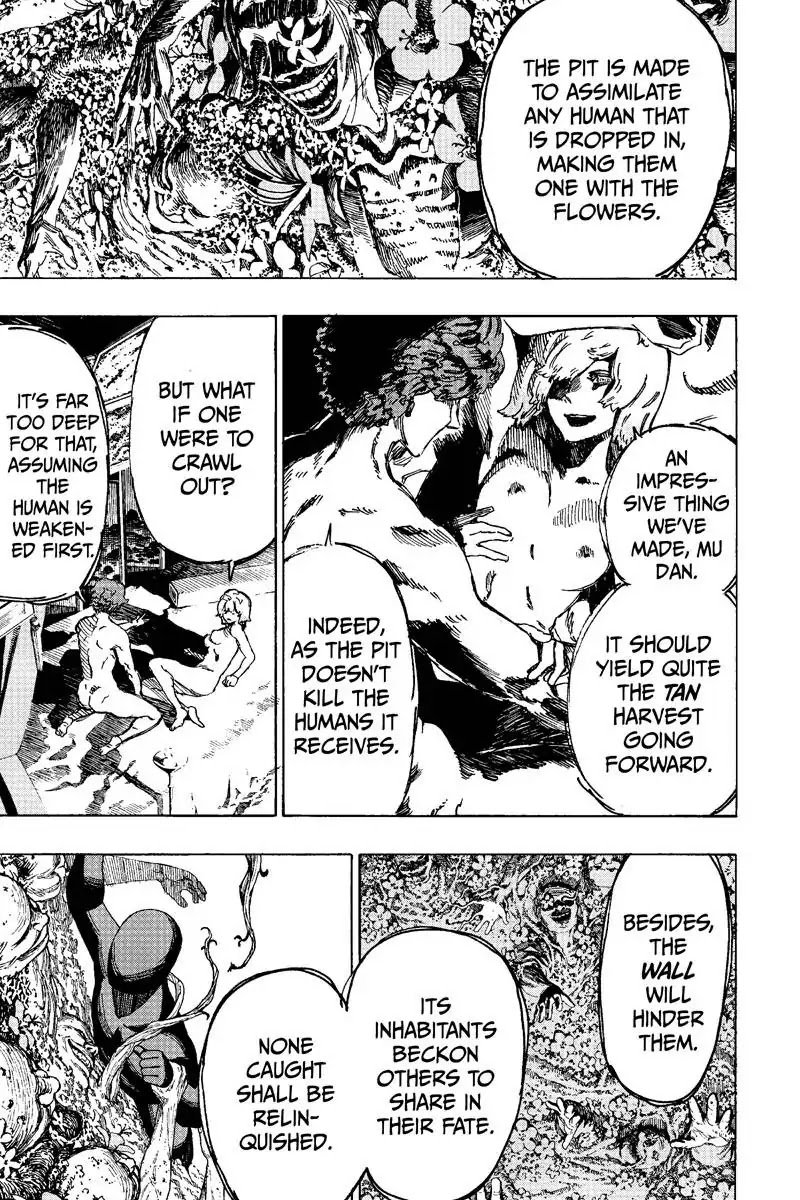 THE PIT IS MADE
TO ASSIMILATE
ANY HUMAN THAT
IS DROPPED IN,
MAKING THEM
ONE WITH THE
FLOWERS.
AN
IMPRES-
SIVE THING
WE'VE
MADE, MU
DAN.
IT SHOULD
YIELD QUITE
THE TAN
HARVEST
GOING
FORWARD.
INDEED,
AS THE PIT
DOESN'T
KILL THE
HUMANS IT
RECEIVES.
BUT WHAT
IF ONE
WERE TO
CRAWL
OUT?
IT'S FAR
TOO DEEP
FOR THAT,
ASSUMING
THE
HUMAN IS
WEAKEN-
ED FIRST.
BESIDES,
THE
WALL
WILL
HINDER
THEM.
ITS
INHABITANTS
BECKON
OTHERS TO
SHARE IN
THEIR FATE.
NONE
CAUGHT
SHALL BE
RELIN-
QUISHED.